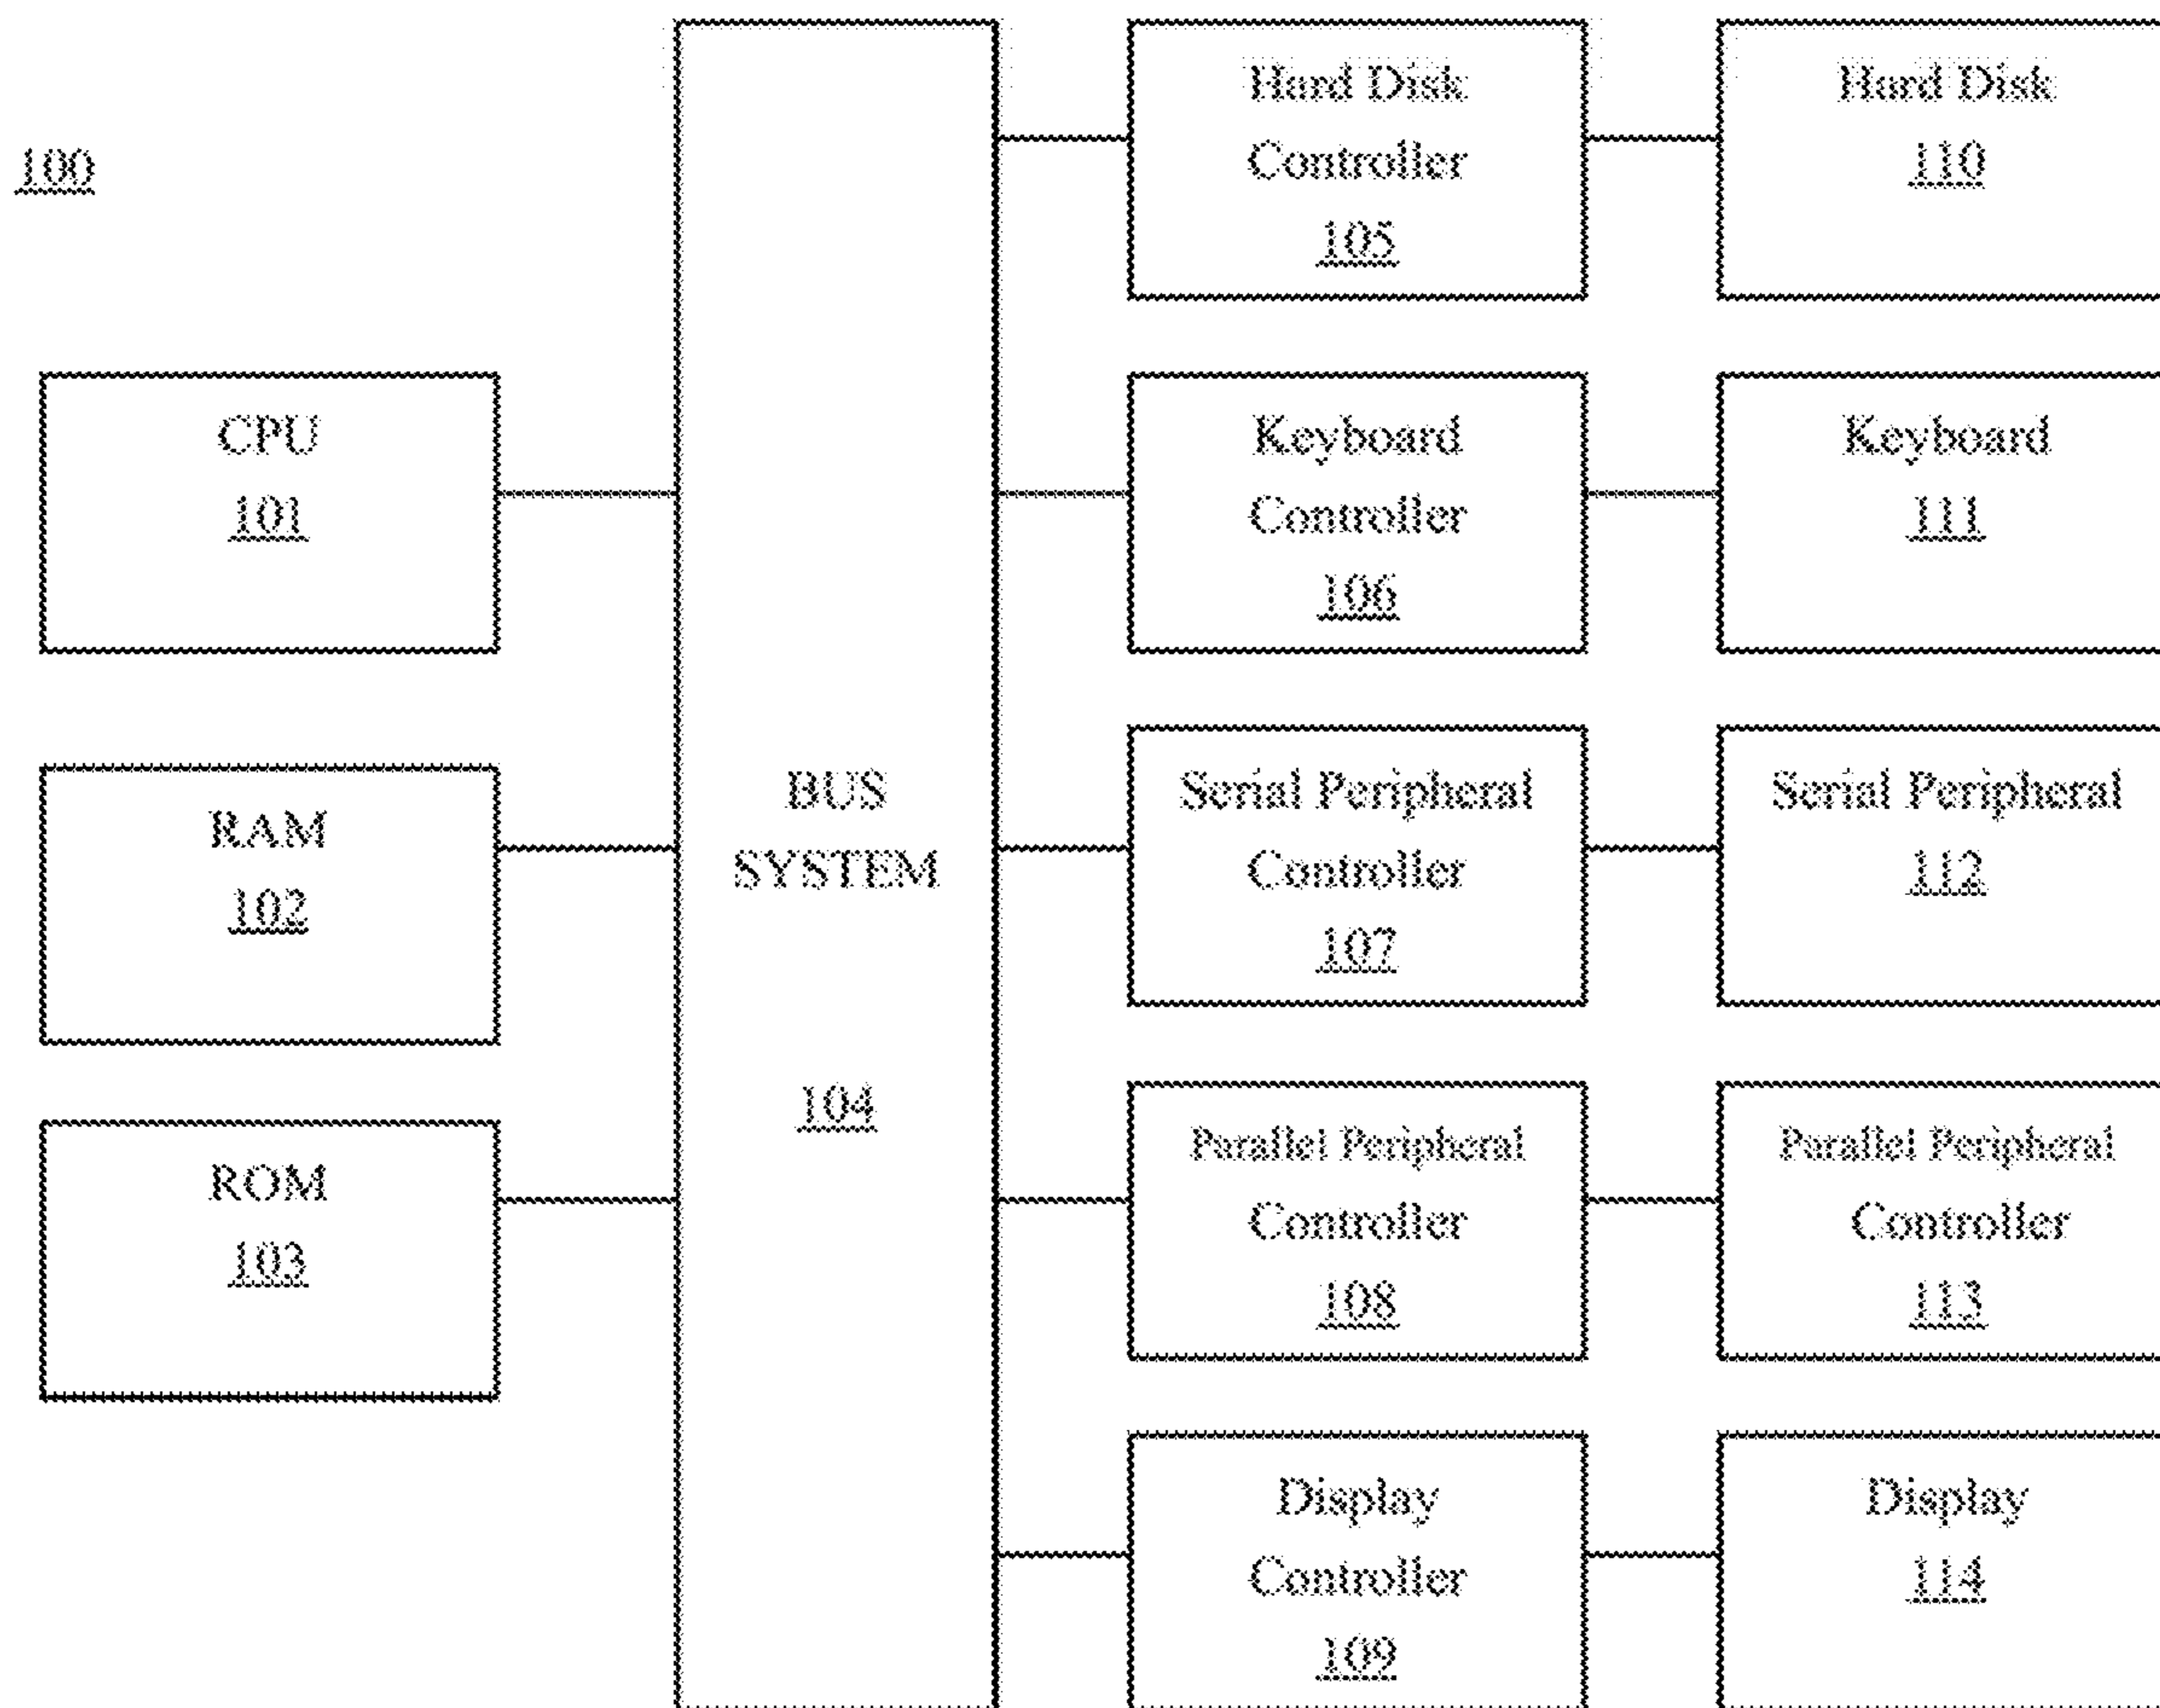 100
CPU
101
RAM
102
ROM
103
BUS
SYSTEM
104
Hard Disk
Controller
105
Hard Disk
110
Keyboard
Controller
106
Keyboard
111
Serial Peripheral
Controller
107
Serial Peripheral
112
Parallel Peripheral
Controller
108
Parallel Peripheral
Controller
113
Display
Controller
109
Display
114